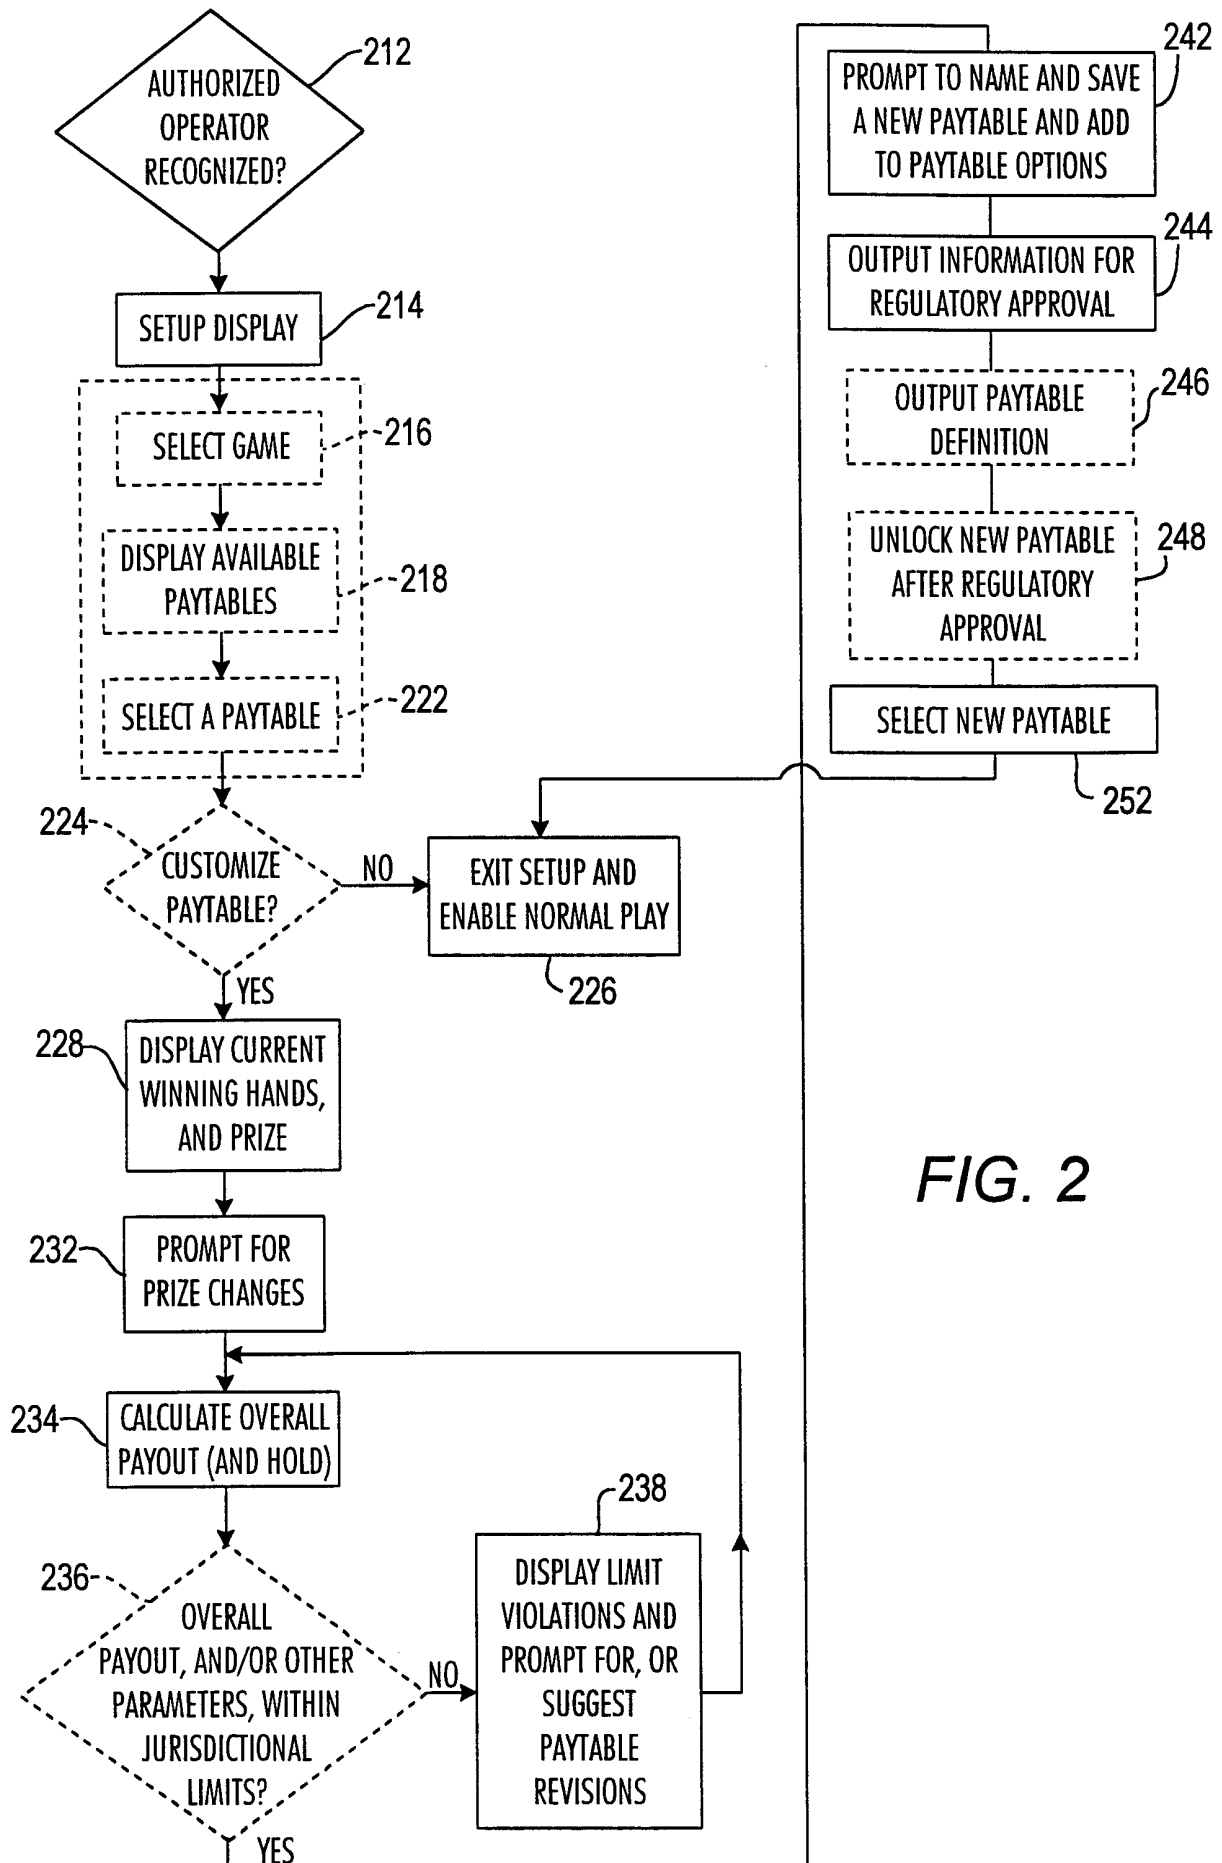 AUTHORIZED
OPERATOR
RECOGNIZED?
212
SETUP DISPLAY
214
SELECT GAME
216
DISPLAY AVAILABLE
PAYTABLES
218
SELECT A PAYTABLE
222
224
CUSTOMIZE
PAYTABLE?
NO
EXIT SETUP AND
ENABLE NORMAL PLAY
226
YES
228
DISPLAY CURRENT
WINNING HANDS,
AND PRIZE
232
PROMPT FOR
PRIZE CHANGES
234
CALCULATE OVERALL
PAYOUT (AND HOLD)
236
OVERALL
PAYOUT, AND/OR OTHER
PARAMETERS, WITHIN
JURISDICTIONAL
LIMITS?
NO
238
DISPLAY LIMIT
VIOLATIONS AND
PROMPT FOR, OR
SUGGEST
PAYTABLE
REVISIONS
YES
242
PROMPT TO NAME AND SAVE
A NEW PAYTABLE AND ADD
TO PAYTABLE OPTIONS
244
OUTPUT INFORMATION FOR
REGULATORY APPROVAL
246
OUTPUT PAYTABLE
DEFINITION
248
UNLOCK NEW PAYTABLE
AFTER REGULATORY
APPROVAL
SELECT NEW PAYTABLE
252
FIG. 2